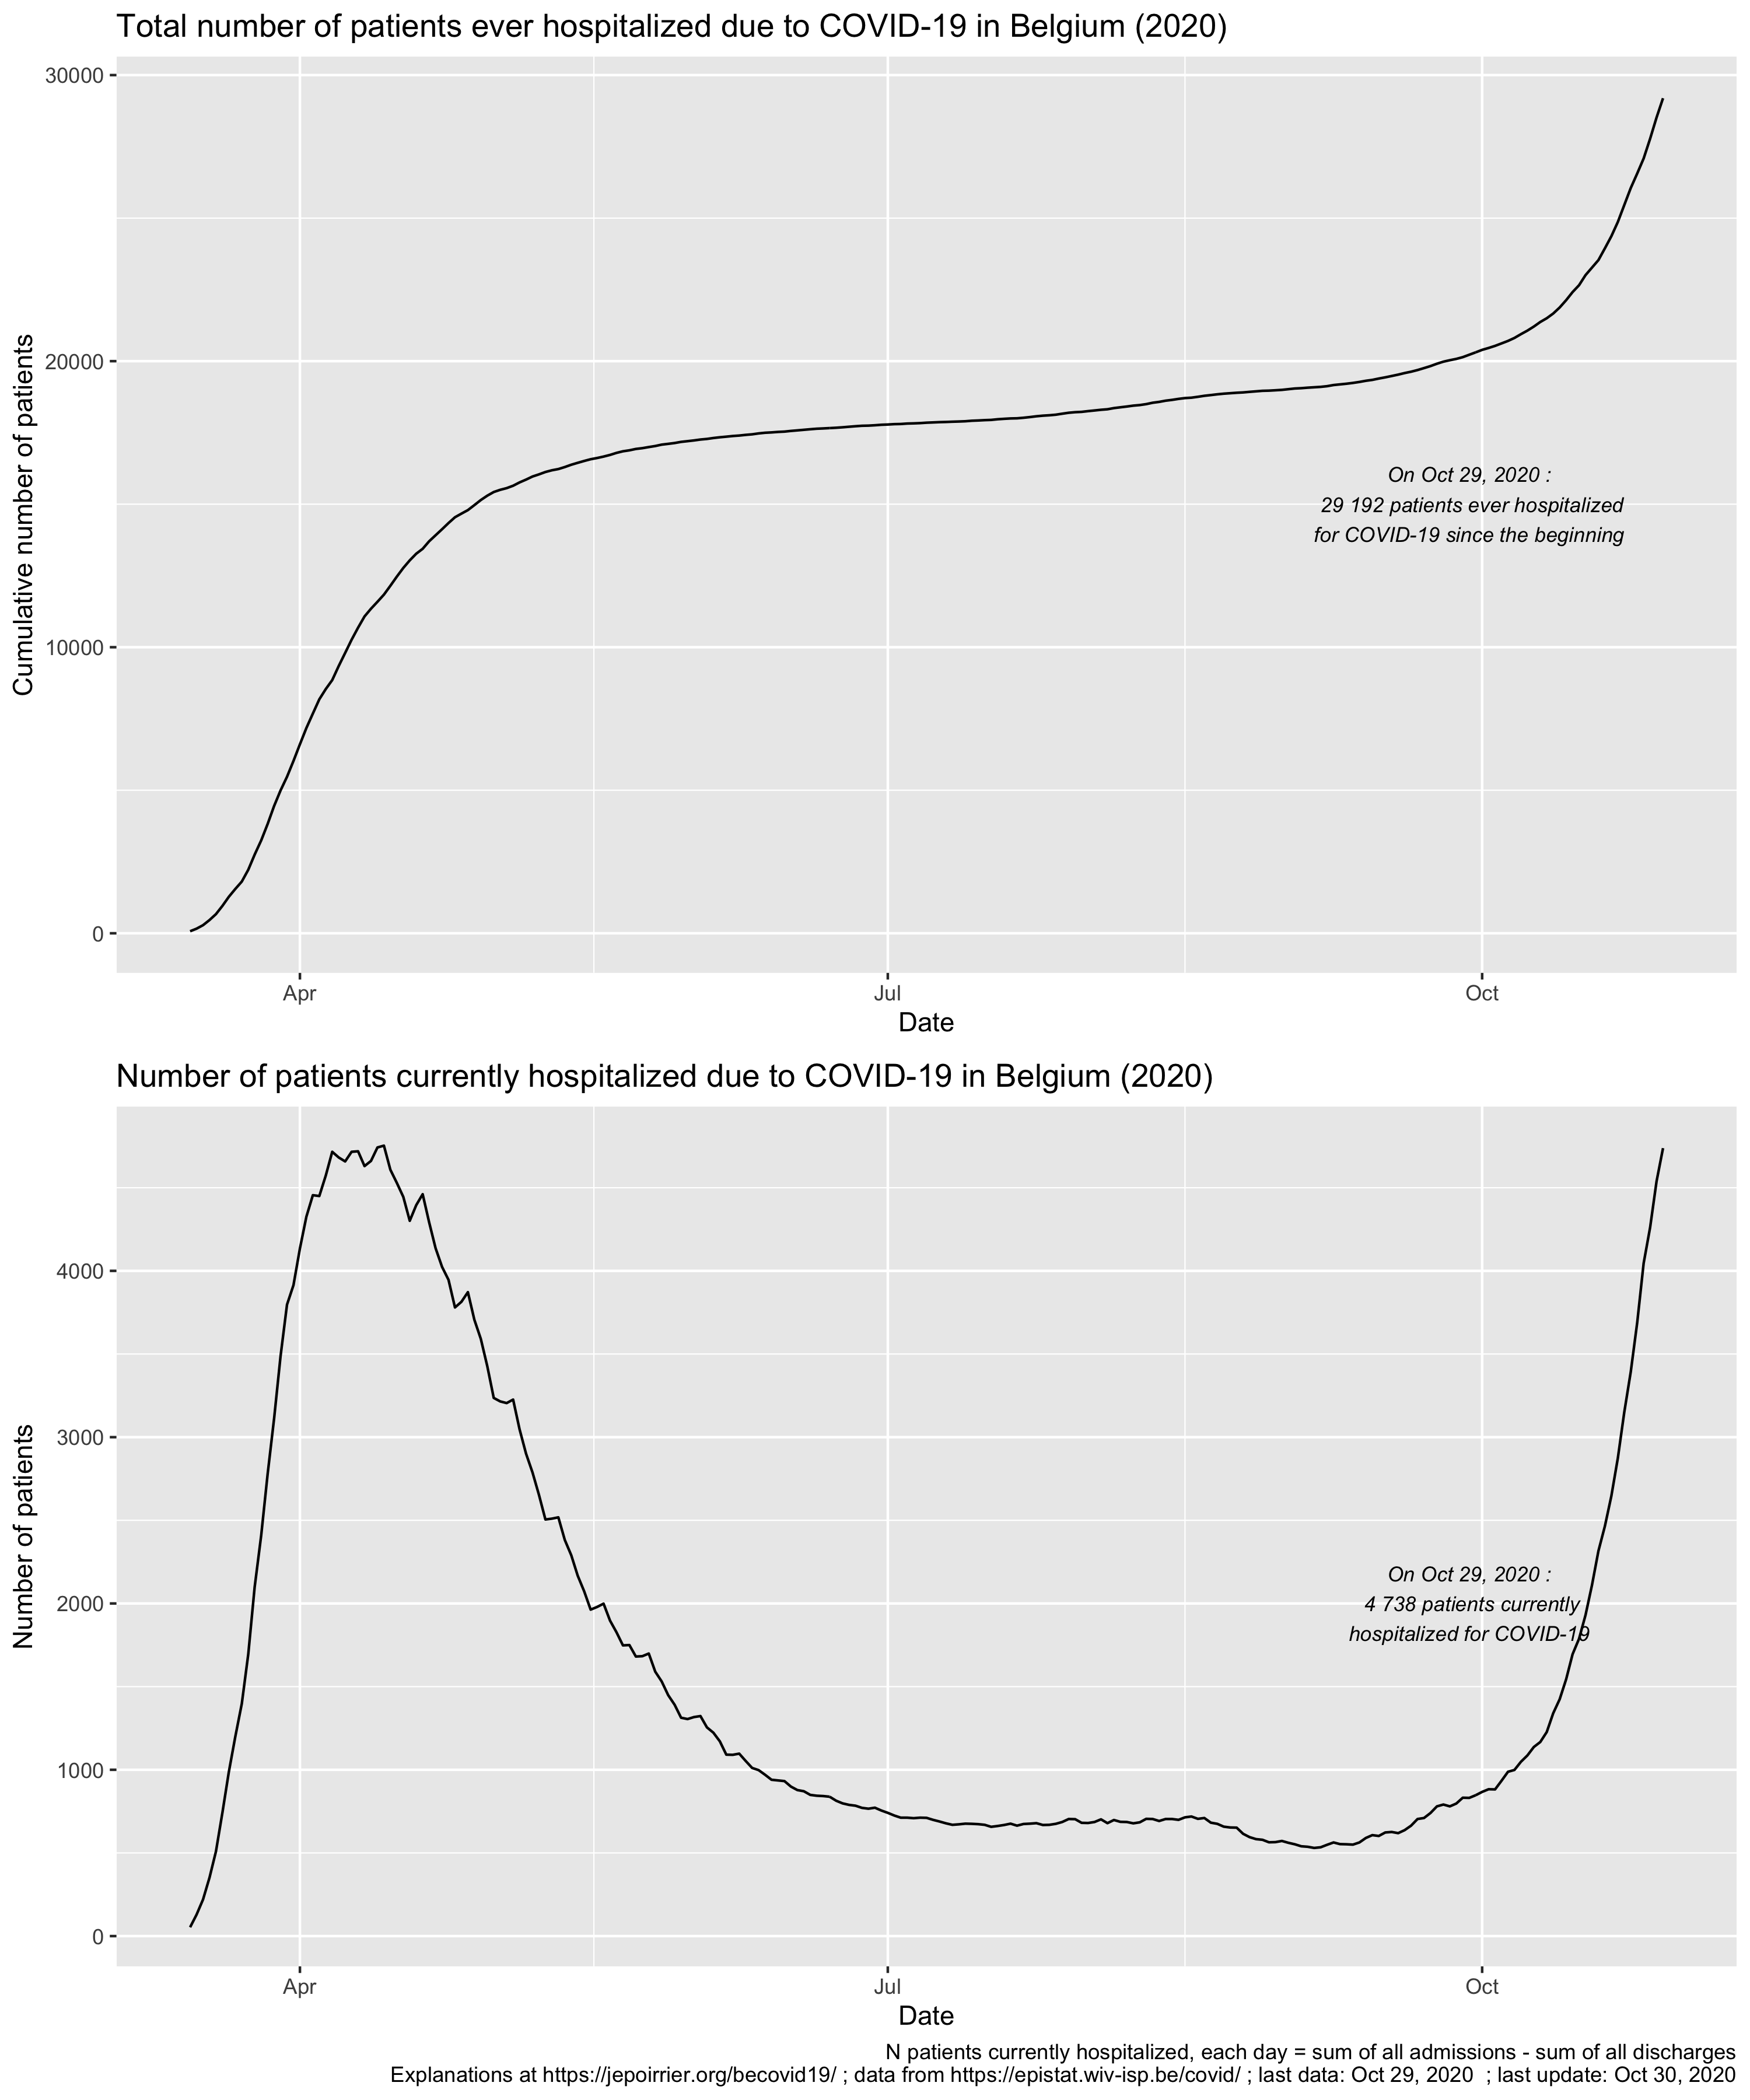 Total number of patients ever hospitalized due to COVID-19 in Belgium (2020)
Cumulative number of patients
30000
20000
10000
0
On Oct 29, 2020 :
29 192 patients ever hospitalized
for COVID-19 since the beginning
Apr
Jul
Oct
Date
Number of patients currently hospitalized due to COVID-19 in Belgium (2020)
Number of patients
4000
3000
2000
1000
0
On Oct 29, 2020 :
4 738 patients currently
hospitalized for COVID-19
Apr
Jul
Oct
Date
N patients currently hospitalized, each day = sum of all admissions - sum of all discharges
Explanations at https://jepoirrier.org/becovid19/ ; data from https://epistat.wiv-isp.be/covid/ ; last data: Oct 29, 2020  ; last update: Oct 30, 2020